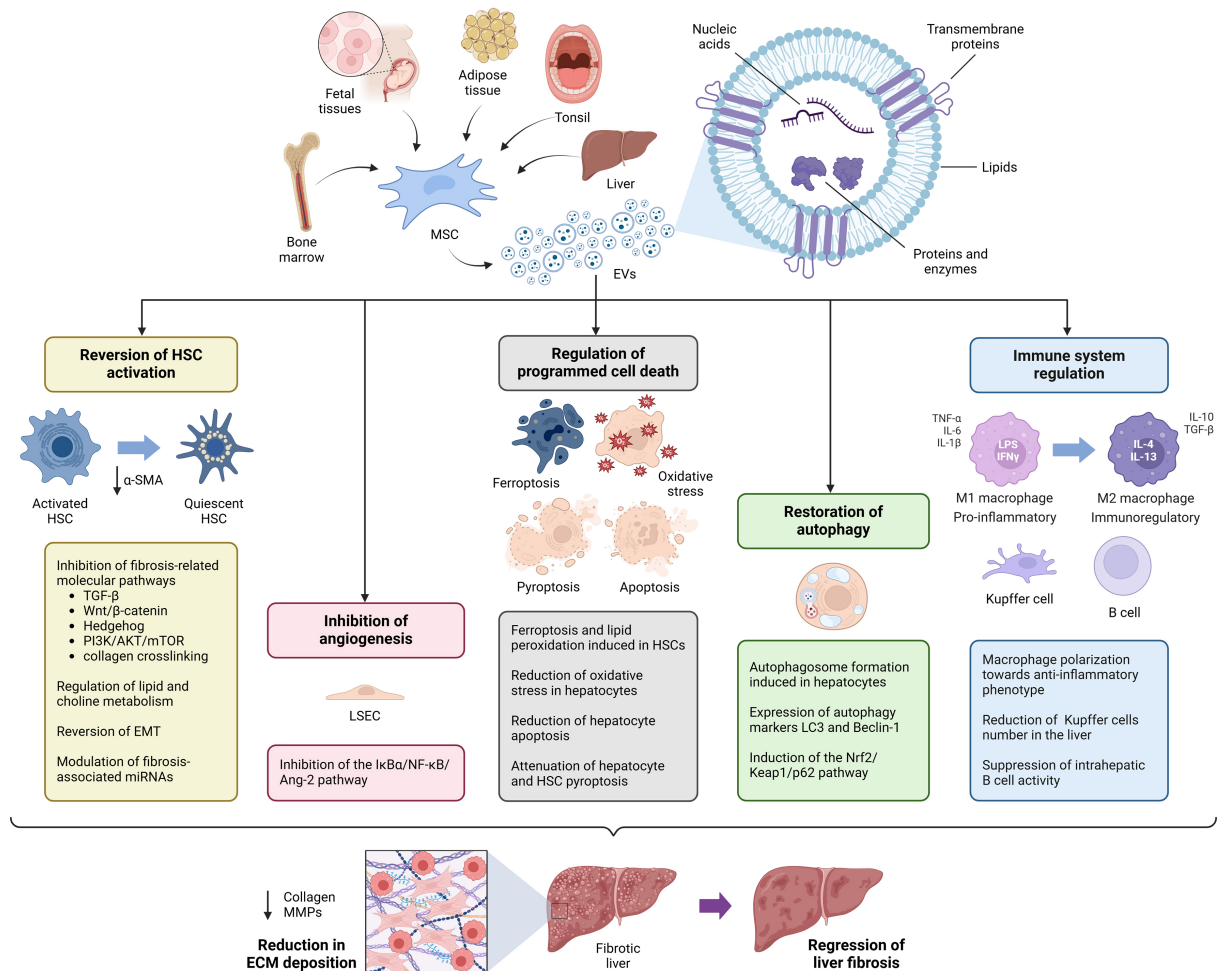 Nucleic
acids
Transmembrane
proteins
Fetal
tissues
Adipose
tissue
Tonsil
Liver
Lipids
Bone
marrow
MSC
EVs
Proteins and
enzymes
Reversion of HSC
activation
α-SMA
Activated
HSC
Quiescent
HSC
Inhibition of fibrosis-related
molecular pathways
• TGF-β
• Wnt/β-catenin
• Hedgehog
• PI3K/AKT/mTOR
• collagen crosslinking
Regulation of lipid and
choline metabolism
Reversion of EMT
Modulation of fibrosis-
associated miRNAs
Inhibition of
angiogenesis
LSEC
Inhibition of the IκBα/NF-κB/
Ang-2 pathway
Regulation of
programmed cell death
Ferroptosis
Oxidative
stress
Pyroptosis
Apoptosis
Ferroptosis and lipid
peroxidation induced in HSCs
Reduction of oxidative
stress in hepatocytes
Reduction of hepatocyte
apoptosis
Attenuation of hepatocyte
and HSC pyroptosis
Restoration of
autophagy
Autophagosome formation
induced in hepatocytes
Expression of autophagy
markers LC3 and Beclin-1
Induction of the Nrf2/
Keap1/p62 pathway
Immune system
regulation
TNF-α
IL-6
IL-1β
LPS
IFNγ
IL-4
IL-13
IL-10
TGF-β
M1 macrophage
Pro-inflammatory
M2 macrophage
Immunoregulatory
Kupffer cell
B cell
Macrophage polarization
towards anti-inflammatory
phenotype
Reduction of Kupffer cells
number in the liver
Suppression of intrahepatic
B cell activity
Collagen
MMPs
Reduction in
ECM deposition
Fibrotic
liver
Regression of
liver fibrosis